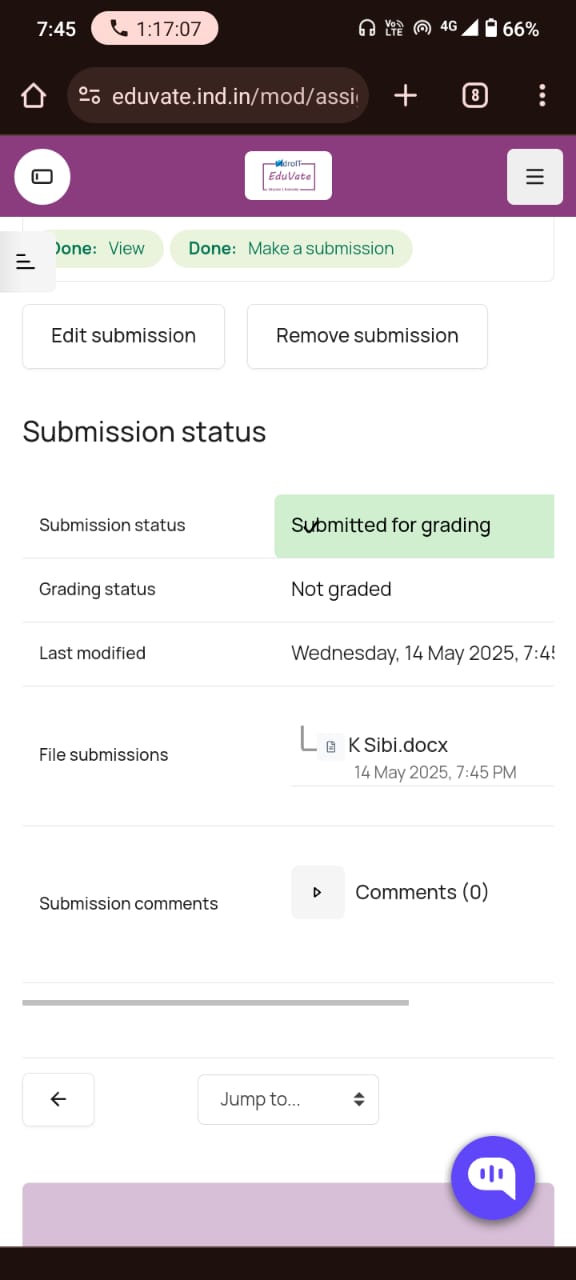 7:45 1:17:07 Vo LTE 4G 66%
eduvate.ind.in/mod/assi 8
EduVate
Done: View Done: Make a submission
Edit submission Remove submission
Submission status
Submission status Submitted for grading
Grading status Not graded
Last modified Wednesday, 14 May 2025, 7:45
File submissions K Sibi.docx
14 May 2025, 7:45 PM
Submission comments Comments (0)
Jump to...